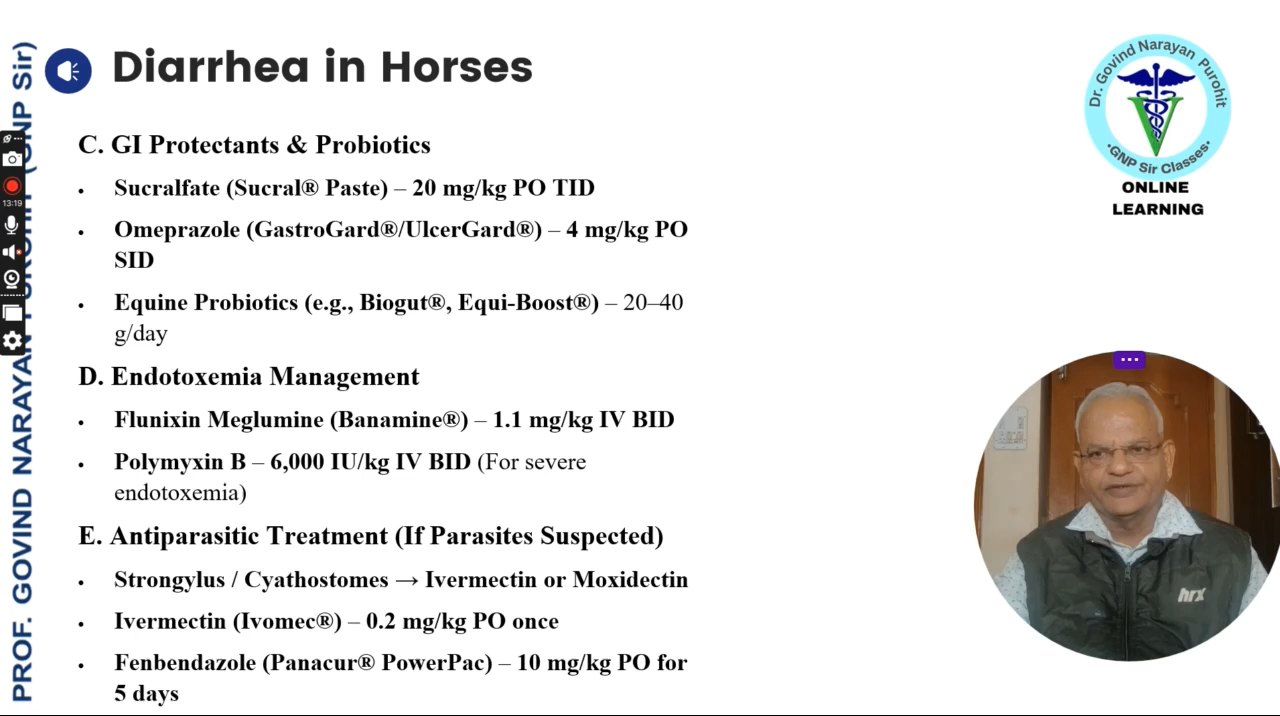 Diarrhea in Horses
C. GI Protectants & Probiotics
• Sucralfate (Sucral® Paste) – 20 mg/kg PO TID
• Omeprazole (GastroGard®/UlcerGard®) – 4 mg/kg PO
SID
• Equine Probiotics (e.g., Biogut®, Equi-Boost®) – 20–40
g/day
D. Endotoxemia Management
• Flunixin Meglumine (Banamine®) – 1.1 mg/kg IV BID
• Polymyxin B – 6,000 IU/kg IV BID (For severe
endotoxemia)
E. Antiparasitic Treatment (If Parasites Suspected)
• Strongylus / Cyathostomes → Ivermectin or Moxidectin
• Ivermectin (Ivomec®) – 0.2 mg/kg PO once
• Fenbendazole (Panacur® PowerPac) – 10 mg/kg PO for
5 days
PROF. GOVIND NARAYAN PUROHIT (GNP Sir)
13:19
Dr. Govind Narayan Purohit
•GNP Sir Classes•
ONLINE
LEARNING
hrx